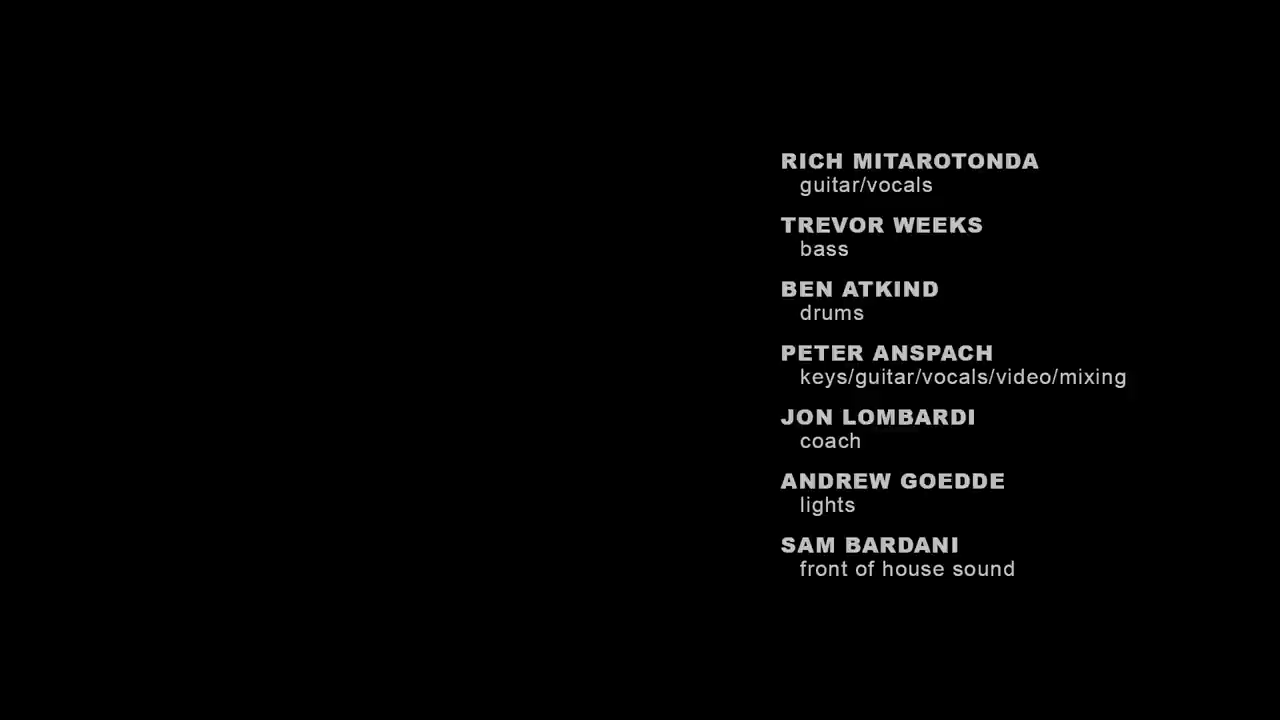 RICH MITAROTONDA
guitar/vocals
TREVOR WEEKS
bass
BEN ATKIND
drums
PETER ANSPACH
keys/guitar/vocals/video/mixing
JON LOMBARDI
coach
ANDREW GOEDDE
lights
SAM BARDANI
front of house sound